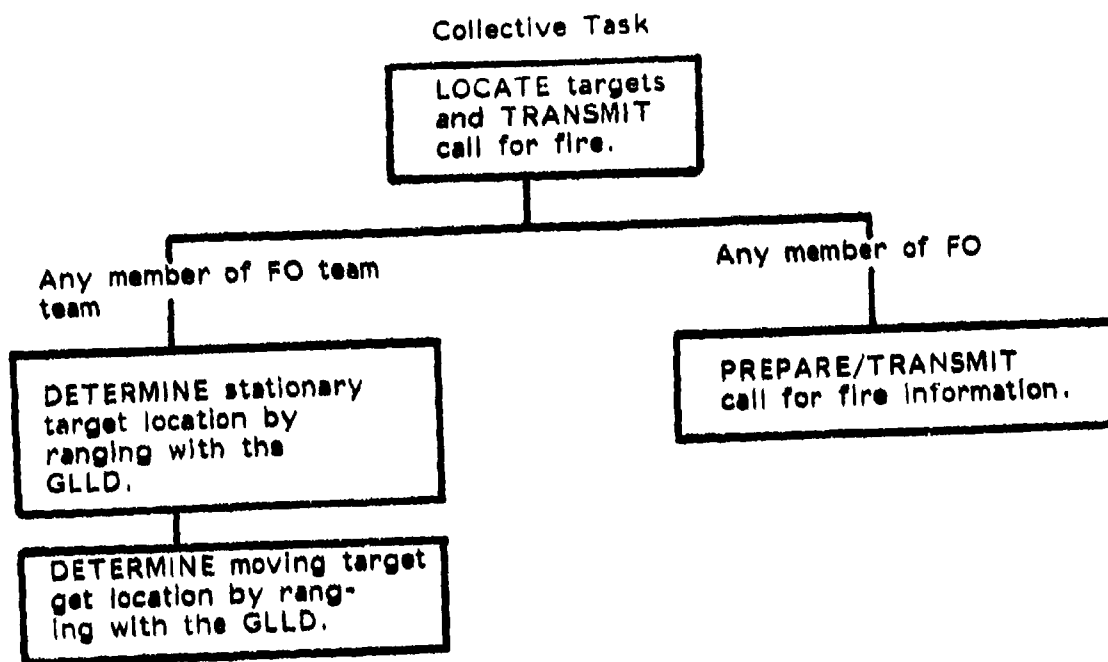 Collective Task
LOCATE targets
and TRANSMIT
call for fire.
Any member of FO team
team
Any member of FO
DETERMINE stationary
target location by
ranging with the
GLLD.
PREPARE/TRANSMIT
call for fire information.
DETERMINE moving target
get location by rang-
ing with the GLLD.